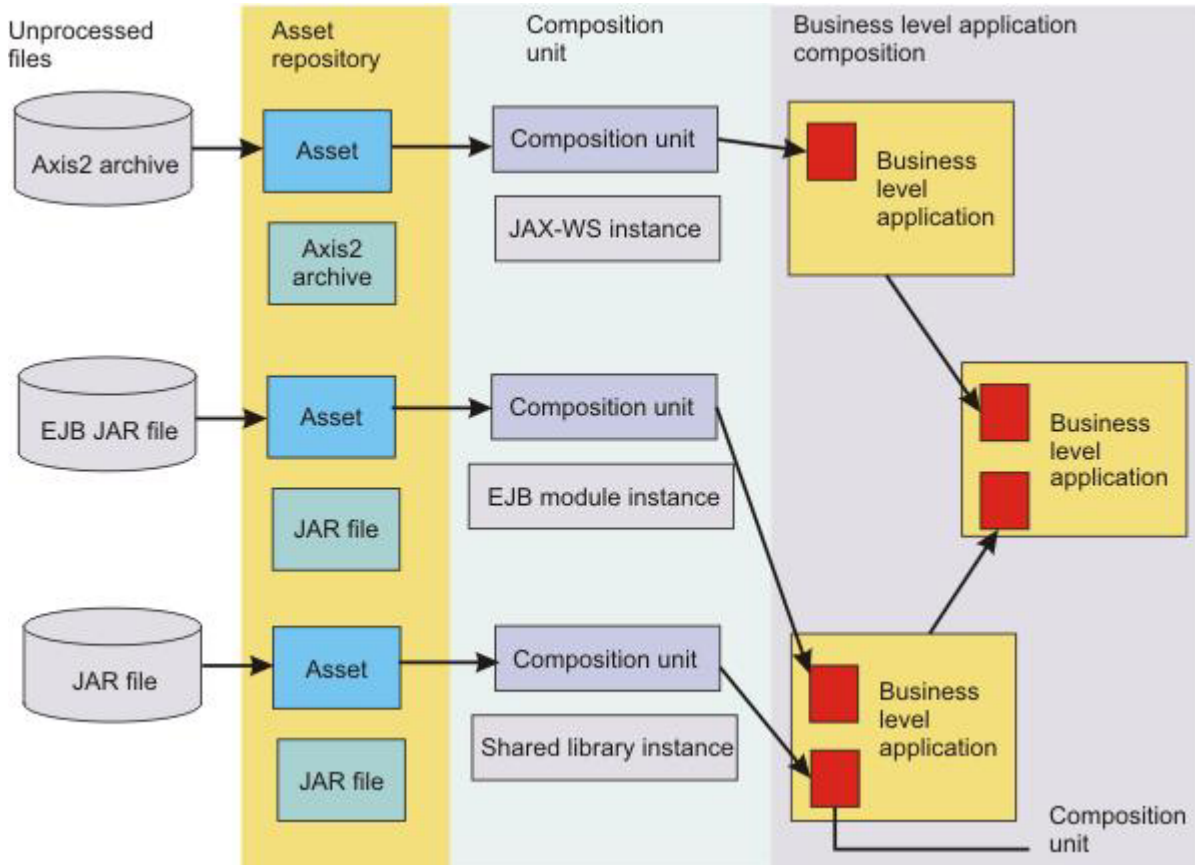 Unprocessed
files
Asset
repository
Composition
unit
Business level application
composition
Axis2 archive
Asset
Composition unit
Business
level
application
Axis2
archive
JAX-WS instance
EJB JAR file
Asset
Composition unit
Business
level
application
JAR file
EJB module instance
JAR file
Asset
Composition unit
Business
level
application
JAR file
Shared library instance
Composition
unit